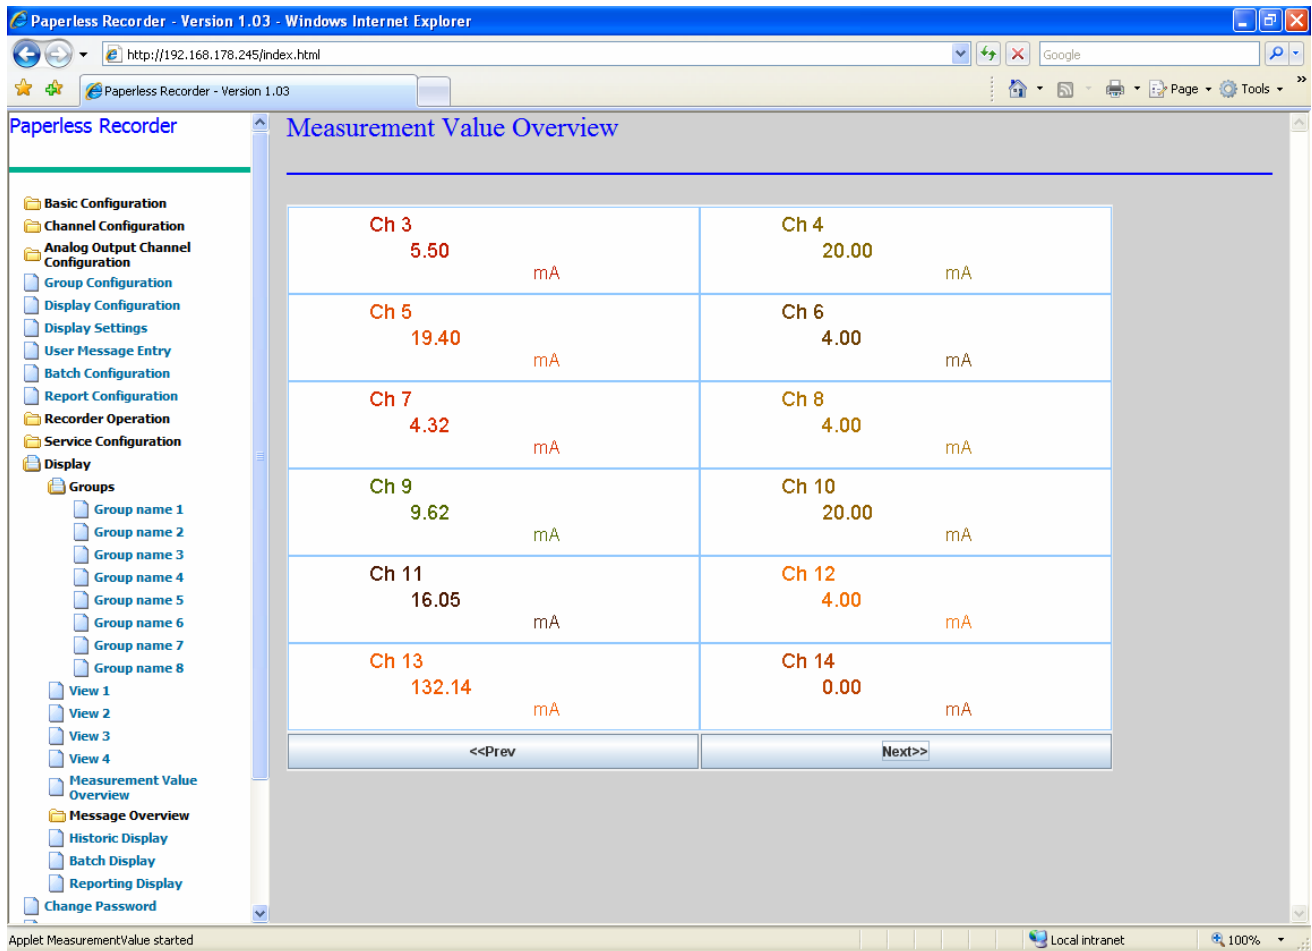 Paperless Recorder - Version 1.03 - Windows Internet Explorer
http://192.168.178.245/index.html
Google
Paperless Recorder - Version 1.03
Page
Tools
»
Paperless Recorder
Basic Configuration
Channel Configuration
Analog Output Channel
Configuration
Group Configuration
Display Configuration
Display Settings
User Message Entry
Batch Configuration
Report Configuration
Recorder Operation
Service Configuration
Display
Groups
Group name 1
Group name 2
Group name 3
Group name 4
Group name 5
Group name 6
Group name 7
Group name 8
View 1
View 2
View 3
View 4
Measurement Value
Overview
Message Overview
Historic Display
Batch Display
Reporting Display
Change Password
Measurement Value Overview
Ch 3
5.50
mA
Ch 4
20.00
mA
Ch 5
19.40
mA
Ch 6
4.00
mA
Ch 7
4.32
mA
Ch 8
4.00
mA
Ch 9
9.62
mA
Ch 10
20.00
mA
Ch 11
16.05
mA
Ch 12
4.00
mA
Ch 13
132.14
mA
Ch 14
0.00
mA
<<Prev
Next>>
Applet MeasurementValue started
Local intranet
100%